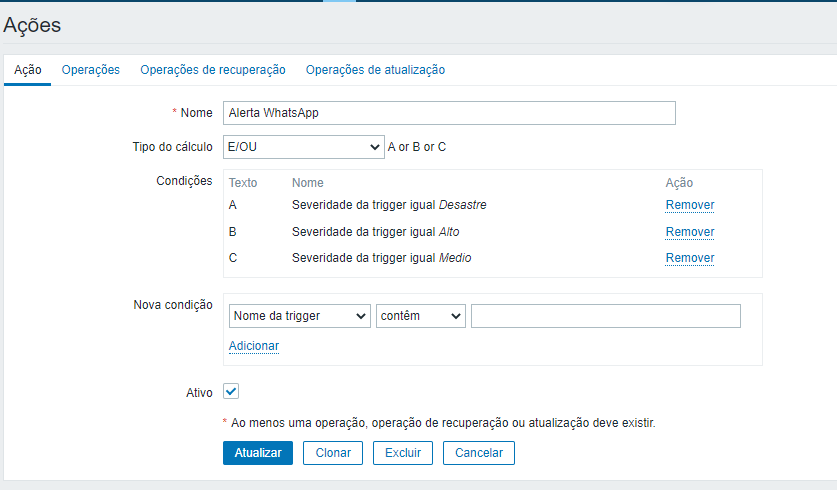 Ações
Ação Operações Operações de recuperação Operações de atualização
* Nome Alerta WhatsApp
Tipo do cálculo E/OU A or B or C
Condições Texto Nome Ação
A Severidade da trigger igual Desastre Remover
B Severidade da trigger igual Alto Remover
C Severidade da trigger igual Medio Remover
Nova condição Nome da trigger contêm
Adicionar
Ativo
* Ao menos uma operação, operação de recuperação ou atualização deve existir.
Atualizar Clonar Excluir Cancelar